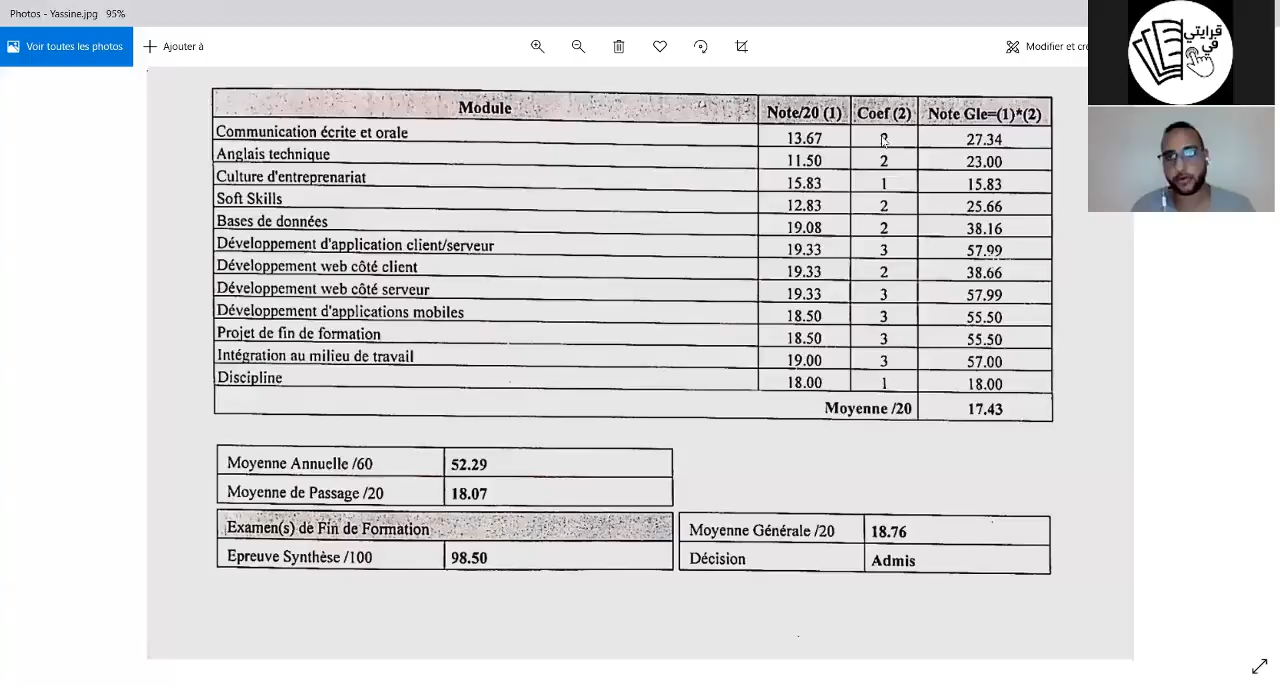 Photos - Yassine.jpg 95%
Voir toutes les photos
Ajouter à
Modifier et
قرايتي
في
Module Note/20 (1) Coef (2) Note Gle=(1)*(2)
Communication écrite et orale 13.67 27.34
Anglais technique 11.50 2 23.00
Culture d'entreprenariat 15.83 1 15.83
Soft Skills 12.83 2 25.66
Bases de données 19.08 2 38.16
Développement d'application client/serveur 19.33 3 57.99
Développement web côté client 19.33 2 38.66
Développement web côté serveur 19.33 3 57.99
Développement d'applications mobiles 18.50 3 55.50
Projet de fin de formation 18.50 3 55.50
Intégration au milieu de travail 19.00 3 57.00
Discipline 18.00 1 18.00
Moyenne /20 17.43
Moyenne Annuelle /60 52.29
Moyenne de Passage /20 18.07
Examen(s) de Fin de Formation
Epreuve Synthèse /100 98.50
Moyenne Générale /20 18.76
Décision Admis